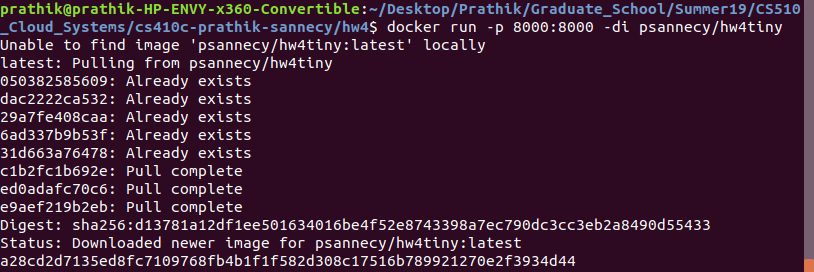 prathik@prathik-HP-ENVY-x360-Convertible:~/Desktop/Prathik/Graduate_School/Summer19/CS510
_Cloud_Systems/cs410c-prathik-sannecy/hw4$ docker run -p 8000:8000 -di psannecy/hw4tiny
Unable to find image 'psannecy/hw4tiny:latest' locally
latest: Pulling from psannecy/hw4tiny
050382585609: Already exists
dac2222ca532: Already exists
29a7fe408caa: Already exists
6ad337b9b53f: Already exists
31d663a76478: Already exists
c1b2fc1b692e: Pull complete
ed0adafc70c6: Pull complete
e9aef219b2eb: Pull complete
Digest: sha256:d13781a12df1ee501634016be4f52e8743398a7ec790dc3cc3eb2a8490d55433
Status: Downloaded newer image for psannecy/hw4tiny:latest
a28cd2d7135ed8fc7109768fb4b1f1f582d308c17516b789921270e2f3934d44